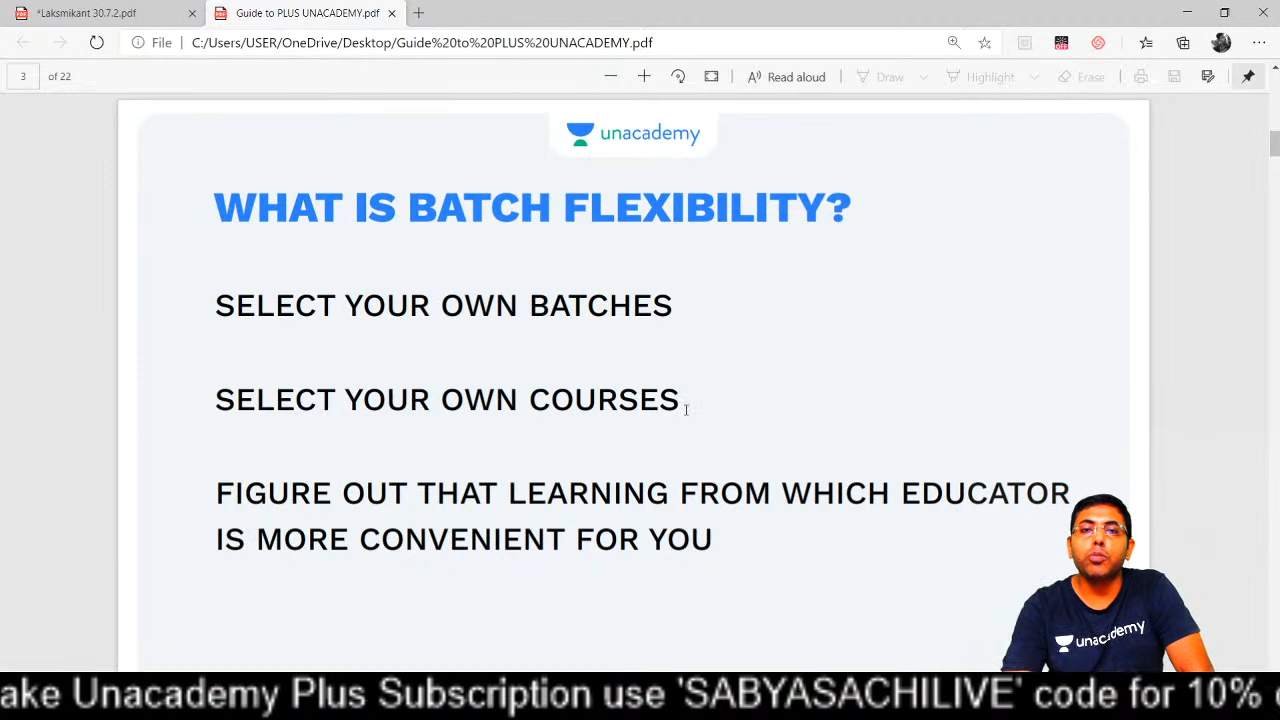 *Laksmikant 30.7.2.pdf
Guide to PLUS UNACADEMY.pdf
File
C:/Users/USER/OneDrive/Desktop/Guide%20to%20PLUS%20UNACADEMY.pdf
3 of 22
Read aloud
Draw
Highlight
Erase
OFF
unacademy
WHAT IS BATCH FLEXIBILITY?
SELECT YOUR OWN BATCHES
SELECT YOUR OWN COURSES
FIGURE OUT THAT LEARNING FROM WHICH EDUCATOR
IS MORE CONVENIENT FOR YOU
unacademy
ake Unacademy Plus Subscription use 'SABYASACHILIVE' code for 10%